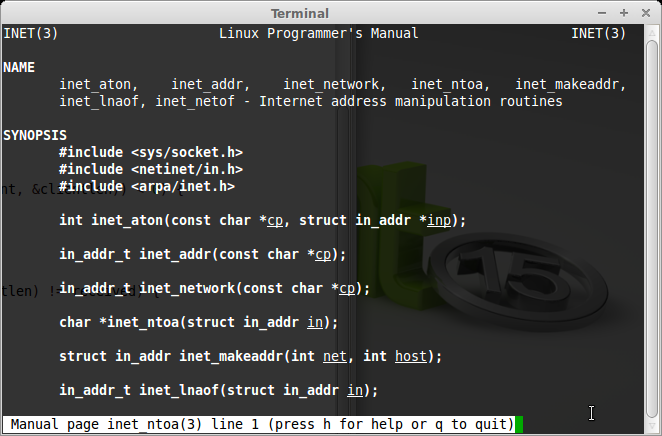 Terminal
INET(3) Linux Programmer's Manual INET(3)
NAME
inet_aton, inet_addr, inet_network, inet_ntoa, inet_makeaddr,
inet_lnaof, inet_netof - Internet address manipulation routines
SYNOPSIS
#include <sys/socket.h>
#include <netinet/in.h>
#include <arpa/inet.h>
int inet_aton(const char *cp, struct in_addr *inp);
in_addr_t inet_addr(const char *cp);
in_addr_t inet_network(const char *cp);
char *inet_ntoa(struct in_addr in);
struct in_addr inet_makeaddr(int net, int host);
in_addr_t inet_lnaof(struct in_addr in);
Manual page inet_ntoa(3) line 1 (press h for help or q to quit)
15